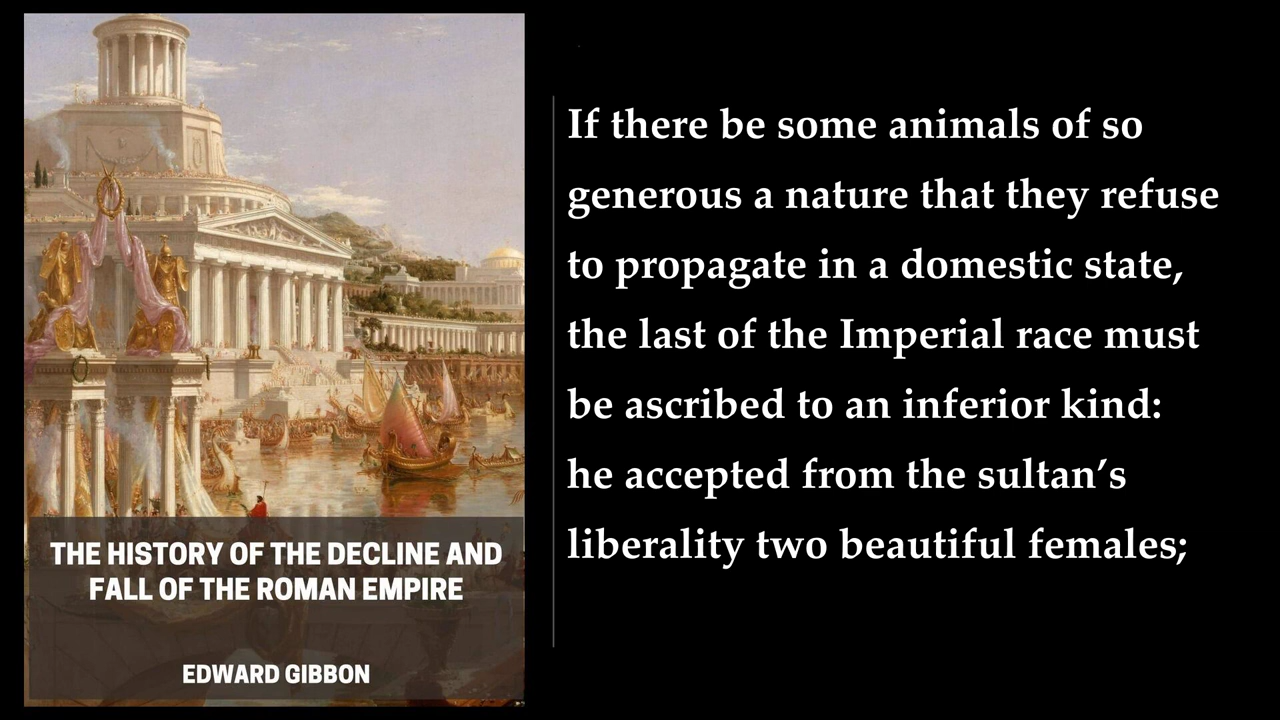 THE HISTORY OF THE DECLINE AND
FALL OF THE ROMAN EMPIRE
EDWARD GIBBON
If there be some animals of so
generous a nature that they refuse
to propagate in a domestic state,
the last of the Imperial race must
be ascribed to an inferior kind:
he accepted from the sultan’s
liberality two beautiful females;